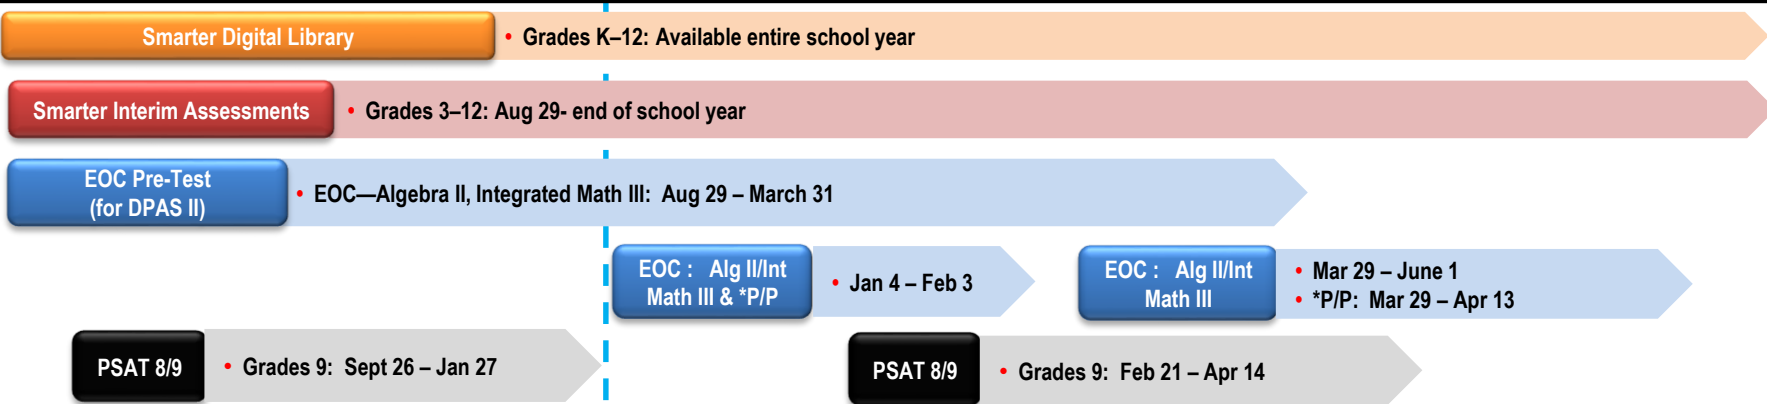 Smarter Digital Library
• Grades K–12: Available entire school year
Smarter Interim Assessments
• Grades 3–12: Aug 29- end of school year
EOC Pre-Test
(for DPAS II)
• EOC—Algebra II, Integrated Math III: Aug 29 – March 31
EOC : Alg II/Int
Math III & *P/P
• Jan 4 – Feb 3
EOC : Alg II/Int
Math III
• Mar 29 – June 1
• *P/P: Mar 29 – Apr 13
PSAT 8/9
• Grades 9: Sept 26 – Jan 27
PSAT 8/9
• Grades 9: Feb 21 – Apr 14